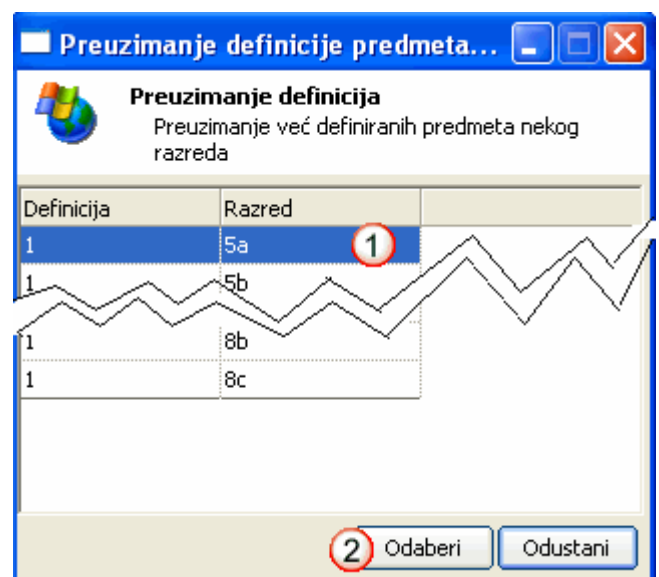 Preuzimanje definicije predmeta...
Preuzimanje definicija
Preuzimanje već definiranih predmeta nekog
razreda
Definicija Razred
1 5a 1
1 5b
1 8b
1 8c
2 Odaberi Odustani